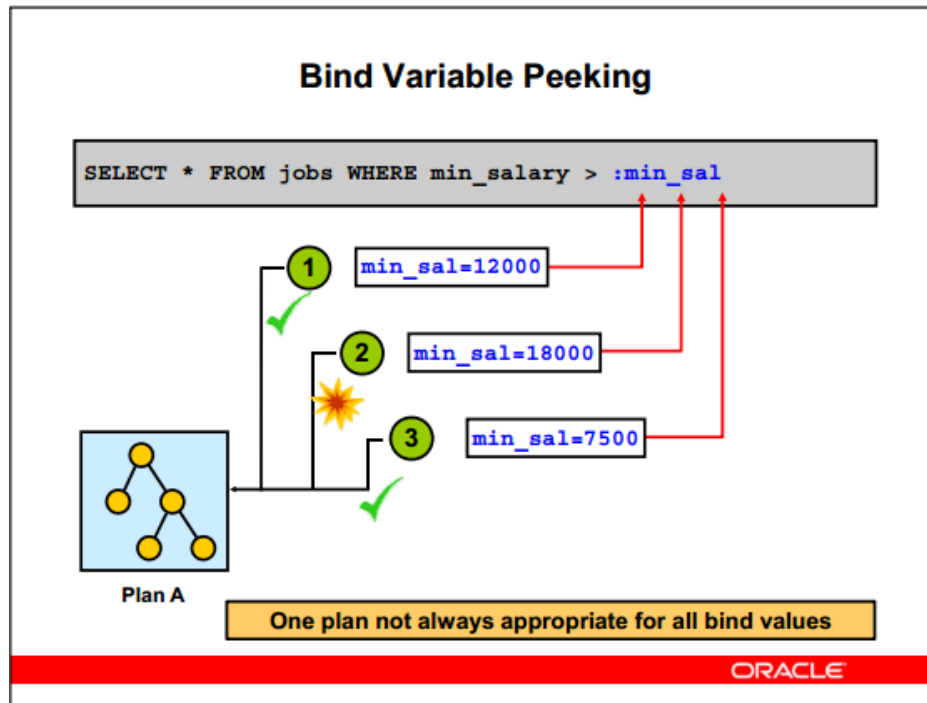 Bind Variable Peeking
SELECT * FROM jobs WHERE min_salary > :min_sal
1 min_sal=12000
2 min_sal=18000
3 min_sal=7500
Plan A
One plan not always appropriate for all bind values
ORACLE